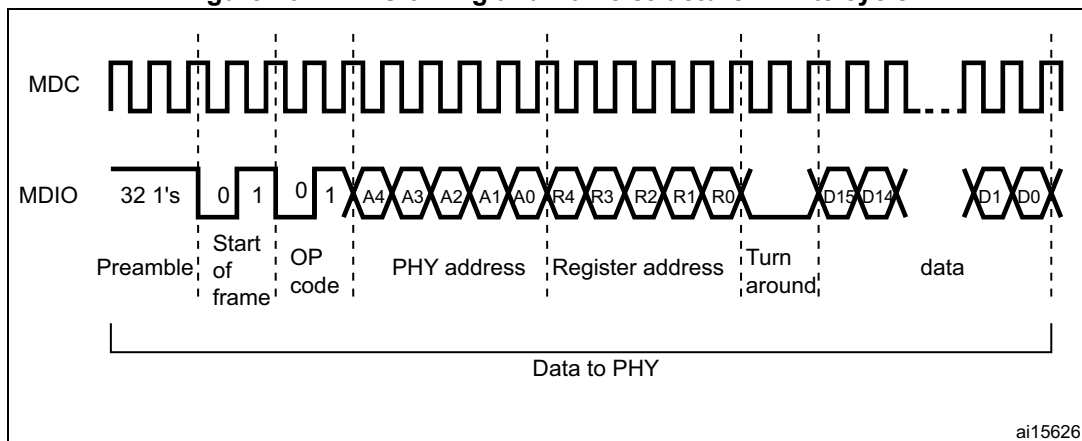 MDC
MDIO
32 1's 0 1 0 1 A4 A3 A2 A1 A0 R4 R3 R2 R1 R0 D15 D14 D1 D0
Preamble
Start
of
frame
OP
code
PHY address
Register address
Turn
around
data
Data to PHY
ai15626